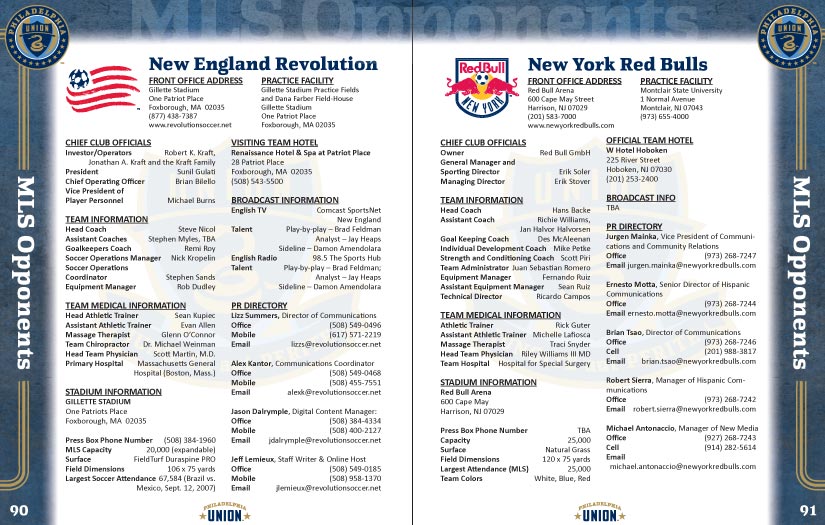 MLS Opponents
PHILADELPHIA
UNION
New England Revolution
FRONT OFFICE ADDRESS
Gillette Stadium
One Patriot Place
Foxborough, MA 02035
(877) 438-7387
www.revolutionsoccer.net
PRACTICE FACILITY
Gillette Stadium Practice Fields
and Dana Farber Field-House
Gillette Stadium
One Patriot Place
Foxborough, MA 02035
CHIEF CLUB OFFICIALS
Investor/Operators Robert K. Kraft,
Jonathan A. Kraft and the Kraft Family
President Sunil Gulati
Chief Operating Officer Brian Bilello
Vice President of
Player Personnel Michael Burns
TEAM INFORMATION
Head Coach Steve Nicol
Assistant Coaches Stephen Myles, TBA
Goalkeepers Coach Remi Roy
Soccer Operations Manager Nick Kropelin
Soccer Operations
Coordinator Stephen Sands
Equipment Manager Rob Dudley
TEAM MEDICAL INFORMATION
Head Athletic Trainer Sean Kupiec
Assistant Athletic Trainer Evan Allen
Massage Therapist Glenn O'Connor
Team Chiropractor Dr. Michael Weinman
Head Team Physician Scott Martin, M.D.
Primary Hospital Massachusetts General
Hospital (Boston, Mass.)
STADIUM INFORMATION
GILLETTE STADIUM
One Patriots Place
Foxborough, MA 02035
Press Box Phone Number (508) 384-1960
MLS Capacity 20,000 (expandable)
Surface FieldTurf Duraspine PRO
Field Dimensions 106 x 75 yards
Largest Soccer Attendance 67,584 (Brazil vs.
Mexico, Sept. 12, 2007)
VISITING TEAM HOTEL
Renaissance Hotel & Spa at Patriot Place
28 Patriot Place
Foxborough, MA 02035
(508) 543-5500
BROADCAST INFORMATION
English TV Comcast SportsNet
New England
Talent Play-by-play – Brad Feldman
Analyst – Jay Heaps
Sideline – Damon Amendolara
English Radio 98.5 The Sports Hub
Talent Play-by-play – Brad Feldman;
Analyst – Jay Heaps
Sideline – Damon Amendolara
PR DIRECTORY
Lizz Summers, Director of Communications
Office (508) 549-0496
Mobile (617) 571-2219
Email lizzs@revolutionsoccer.net
Alex Kantor, Communications Coordinator
Office (508) 549-0468
Mobile (508) 455-7551
Email alexk@revolutionsoccer.net
Jason Dalrymple, Digital Content Manager:
Office (508) 384-4334
Mobile (508) 400-2127
Email jdalrymple@revolutionsoccer.net
Jeff Lemieux, Staff Writer & Online Host
Office (508) 549-0185
Mobile (508) 958-1370
Email jlemieux@revolutionsoccer.net
MLS Opponents
90
PHILADELPHIA
UNION
PHILADELPHIA
UNION
Red Bull
NEW YORK
New York Red Bulls
FRONT OFFICE ADDRESS
Red Bull Arena
600 Cape May Street
Harrison, NJ 07029
(201) 583-7000
www.newyorkredbulls.com
PRACTICE FACILITY
Montclair State University
1 Normal Avenue
Montclair, NJ 07043
(973) 655-4000
CHIEF CLUB OFFICIALS
Owner Red Bull GmbH
General Manager and
Sporting Director Erik Soler
Managing Director Erik Stover
TEAM INFORMATION
Head Coach Hans Backe
Assistant Coach Richie Williams,
Jan Halvor Halvorsen
Goal Keeping Coach Des McAleenan
Individual Development Coach Mike Petke
Strength and Conditioning Coach Scott Piri
Team Administrator Juan Sebastian Romero
Equipment Manager Fernando Ruiz
Assistant Equipment Manager Sean Ruiz
Technical Director Ricardo Campos
TEAM MEDICAL INFORMATION
Athletic Trainer Rick Guter
Assistant Athletic Trainer Michelle Lafiosca
Massage Therapist Traci Snyder
Head Team Physician Riley Williams III MD
Team Hospital Hospital for Special Surgery
STADIUM INFORMATION
Red Bull Arena
600 Cape May
Harrison, NJ 07029
Press Box Phone Number TBA
Capacity 25,000
Surface Natural Grass
Field Dimensions 120 x 75 yards
Largest Attendance (MLS) 25,000
Team Colors White, Blue, Red
OFFICIAL TEAM HOTEL
W Hotel Hoboken
225 River Street
Hoboken, NJ 07030
(201) 253-2400
BROADCAST INFO
TBA
PR DIRECTORY
Jurgen Mainka, Vice President of Communi-
cations and Community Relations
Office (973) 268-7247
Email jurgen.mainka@newyorkredbulls.com
Ernesto Motta, Senior Director of Hispanic
Communications
Office (973) 268-7244
Email ernesto.motta@newyorkredbulls.com
Brian Tsao, Director of Communications
Office (973) 268-7246
Cell (201) 988-3817
Email brian.tsao@newyorkredbulls.com
Robert Sierra, Manager of Hispanic Com-
munications
Office (973) 268-7242
Email robert.sierra@newyorkredbulls.com
Michael Antonaccio, Manager of New Media
Office (927) 268-7243
Cell (914) 282-5614
Email
michael.antonaccio@newyorkredbulls.com
MLS Opponents
91
PHILADELPHIA
UNION